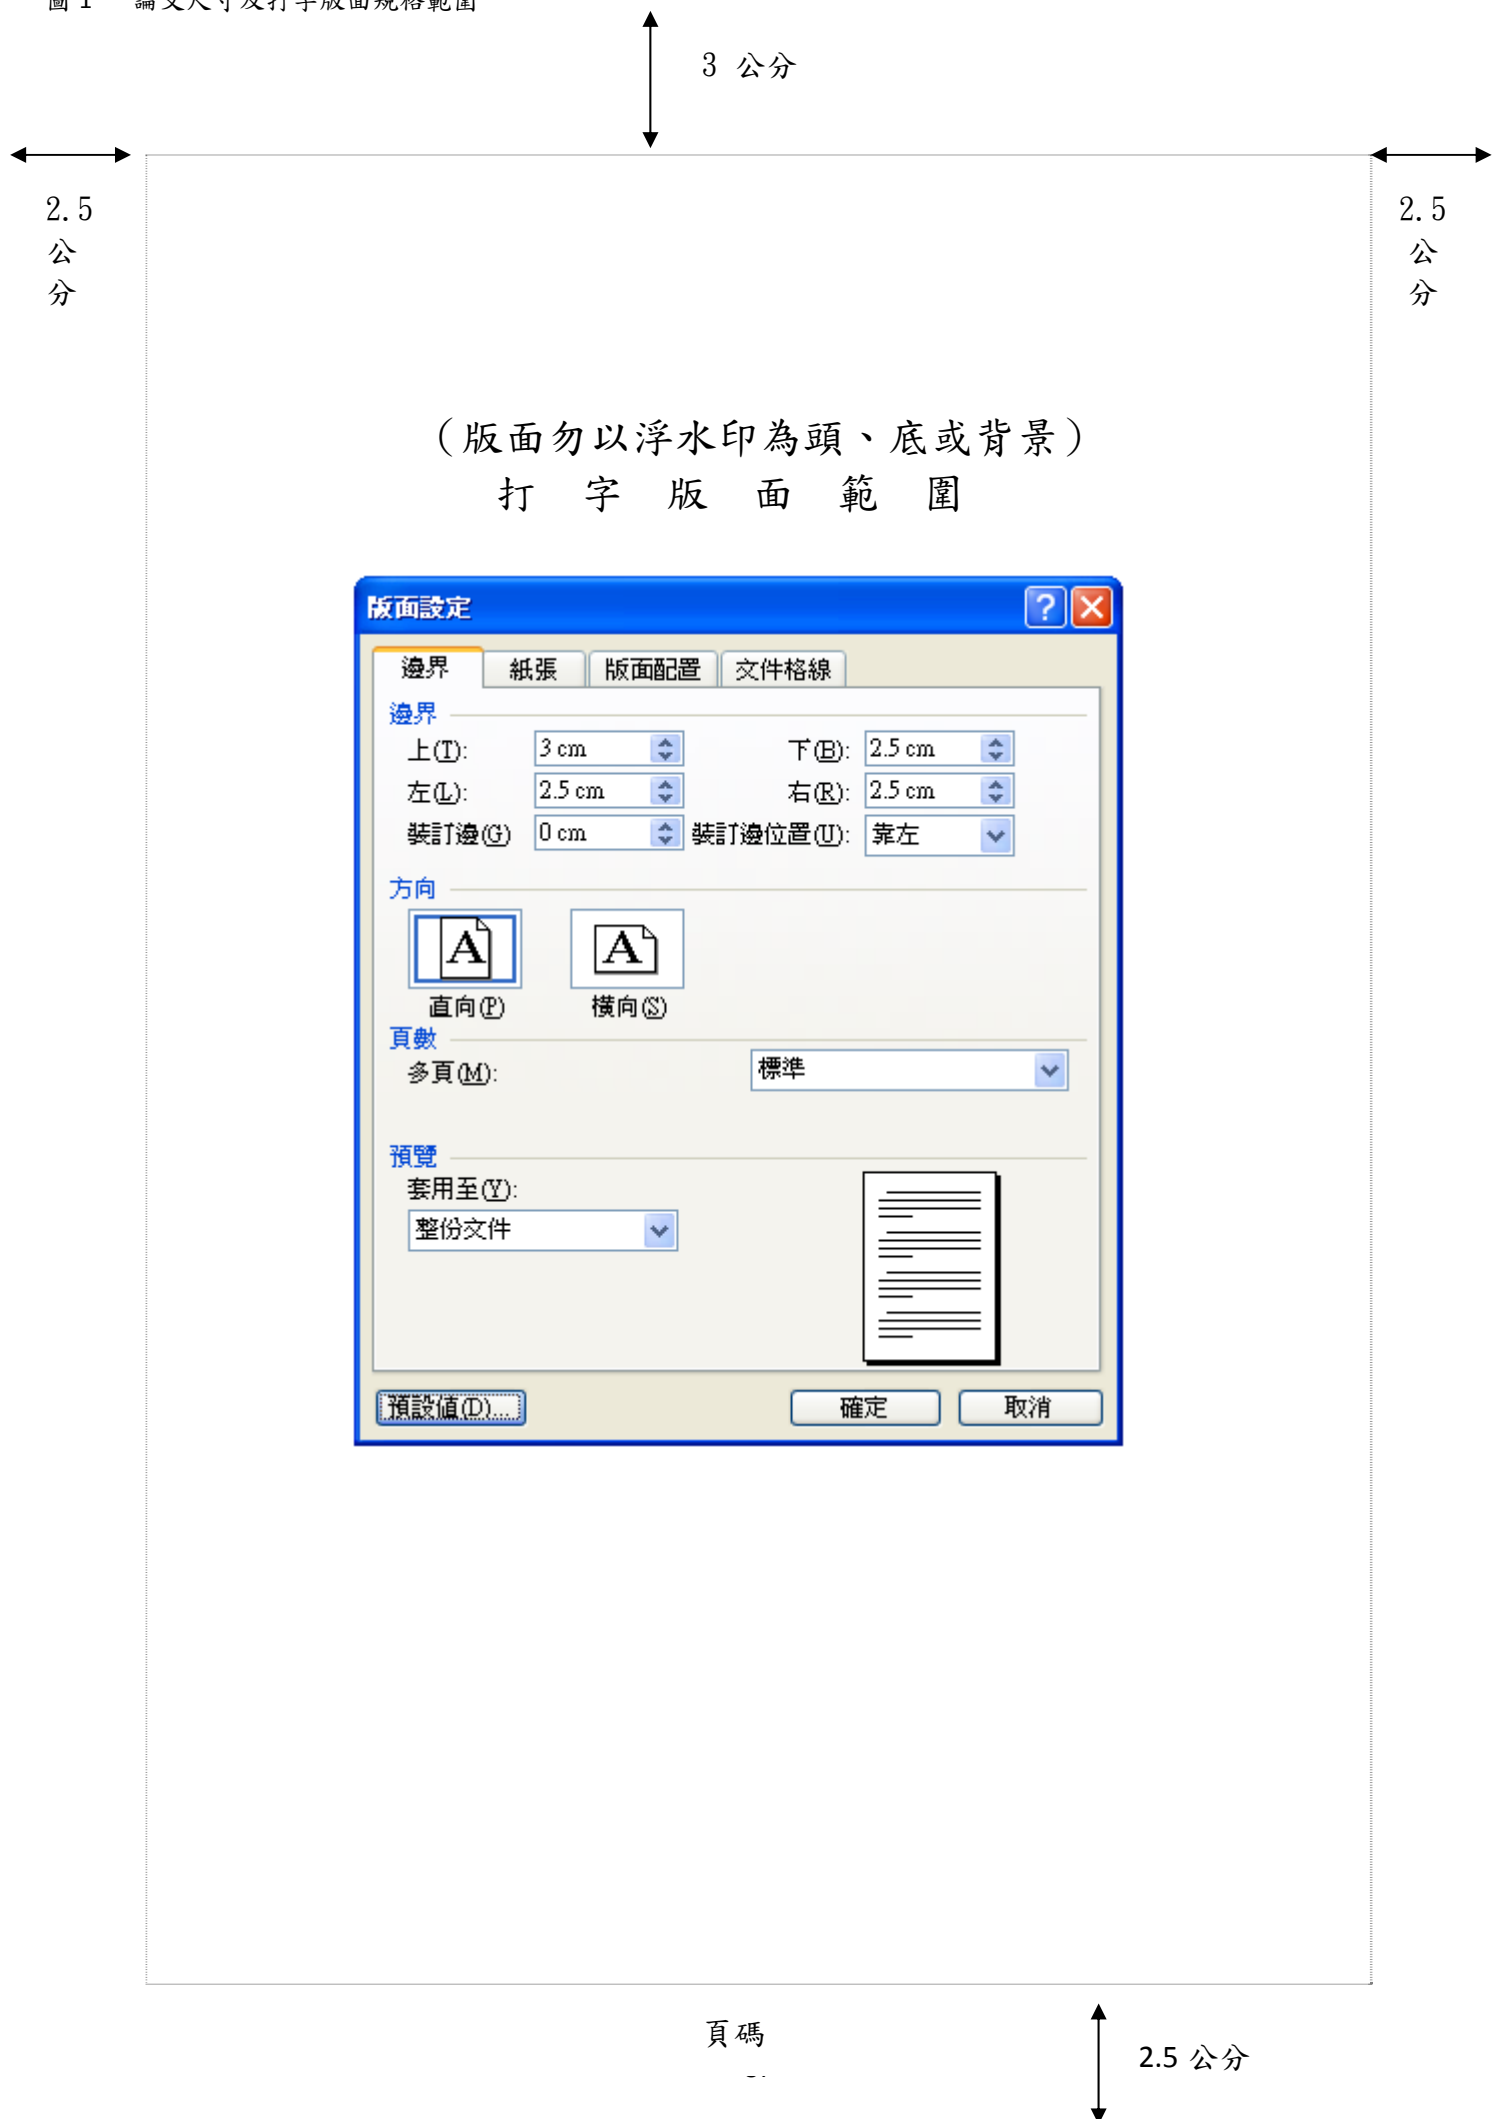 圖 1 論文尺寸及打字版面規格範圍
3 公分
2.5
公
分
2.5
公
分
（版面勿以浮水印為頭、底或背景）
打 字 版 面 範 圍
版面設定
邊界 紙張 版面配置 文件格線
邊界
上(T): 3 cm 下(B): 2.5 cm
左(L): 2.5 cm 右(R): 2.5 cm
裝訂邊(G) 0 cm 裝訂邊位置(U): 靠左
方向
A A
直向(P) 橫向(S)
頁數
多頁(M): 標準
預覽
套用至(Y):
整份文件
預設值(D)... 確定 取消
頁碼
2.5 公分